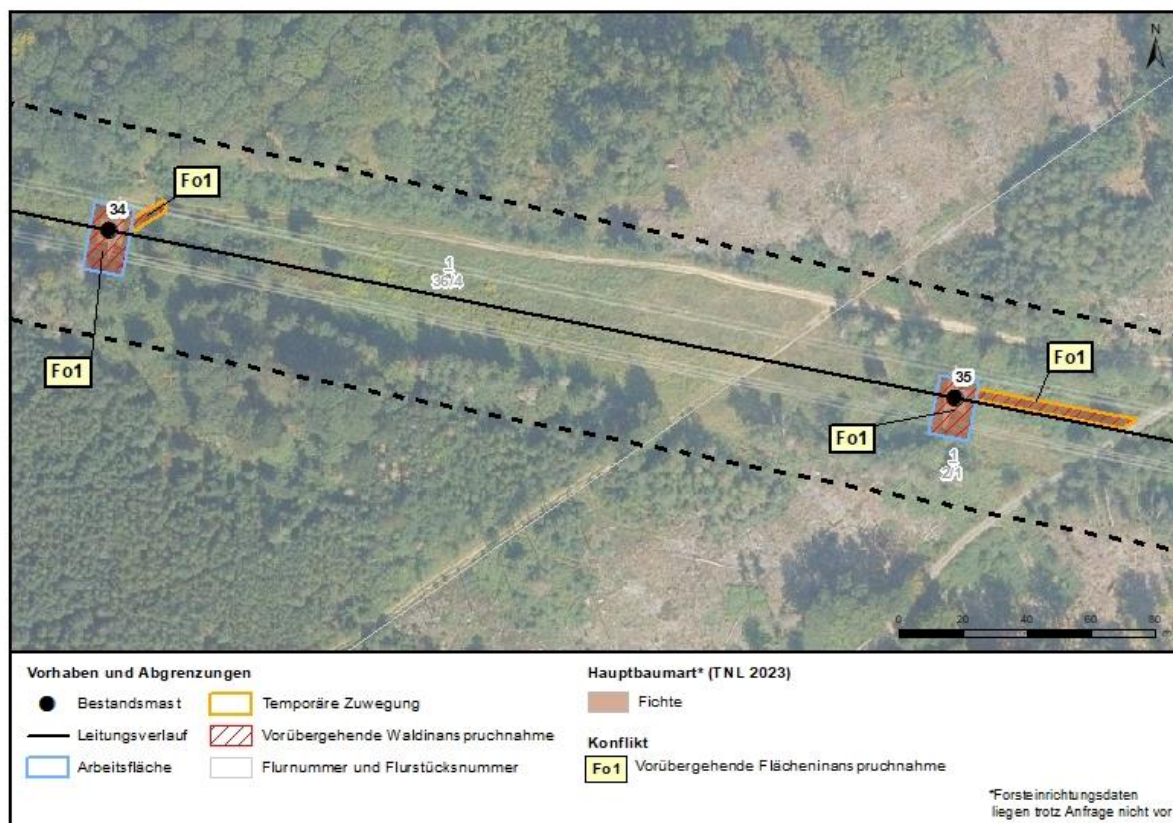 N
Fo1
34
1
36/4
Fo1
Fo1
35
Fo1
1
2/1
0 20 40 60 80
Vorhaben und Abgrenzungen
Bestandsmast
Leitungsverlauf
Arbeitsfläche
Temporäre Zuwegung
Vorübergehende Waldinanspruchnahme
Flurnummer und Flurstücksnummer
Hauptbaumart* (TNL 2023)
Fichte
Konflikt
Fo1 Vorübergehende Flächeninanspruchnahme
*Forsteinrichtungsdaten
liegen trotz Anfrage nicht vor